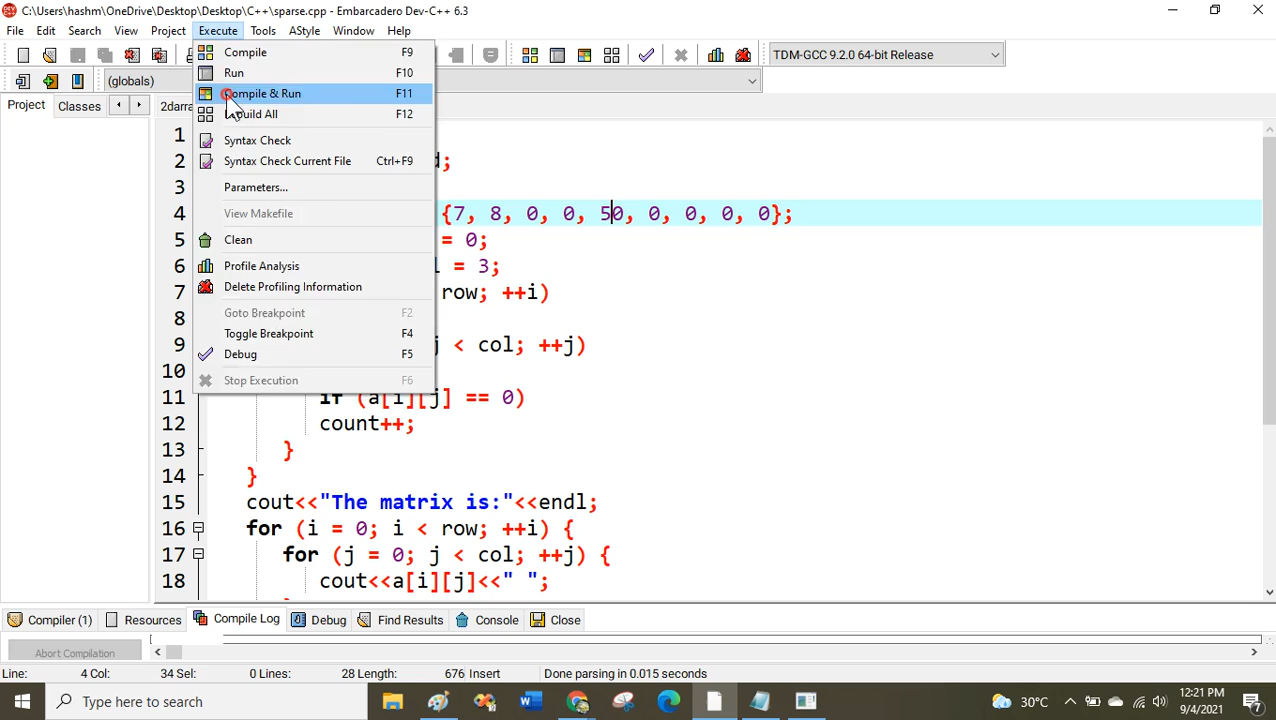 C:\Users\hashm\OneDrive\Desktop\Desktop\C++\sparse.cpp - Embarcadero Dev-C++ 6.3
File Edit Search View Project Execute Tools AStyle Window Help
TDM-GCC 9.2.0 64-bit Release
(globals)
Project Classes
Compile F9
Run F10
Compile & Run F11
Rebuild All F12
Syntax Check
Syntax Check Current File Ctrl+F9
Parameters...
View Makefile
Clean
Profile Analysis
Delete Profiling Information
Goto Breakpoint F2
Toggle Breakpoint F4
Debug F5
Stop Execution F6
2darra
1
2 d;
3
4 {7, 8, 0, 0, 50, 0, 0, 0, 0};
5 = 0;
6 l = 3;
7 row; ++i)
8
9 j < col; ++j)
10
11 if (a[i][j] == 0)
12 count++;
13 }
14 }
15 cout<<"The matrix is:"<<endl;
16 for (i = 0; i < row; ++i) {
17 for (j = 0; j < col; ++j) {
18 cout<<a[i][j]<<" ";
Compiler (1) Resources Compile Log Debug Find Results Console Close
Abort Compilation
Line: 4 Col: 34 Sel: 0 Lines: 28 Length: 676 Insert Done parsing in 0.015 seconds
Type here to search
30°C
12:21 PM
9/4/2021
7